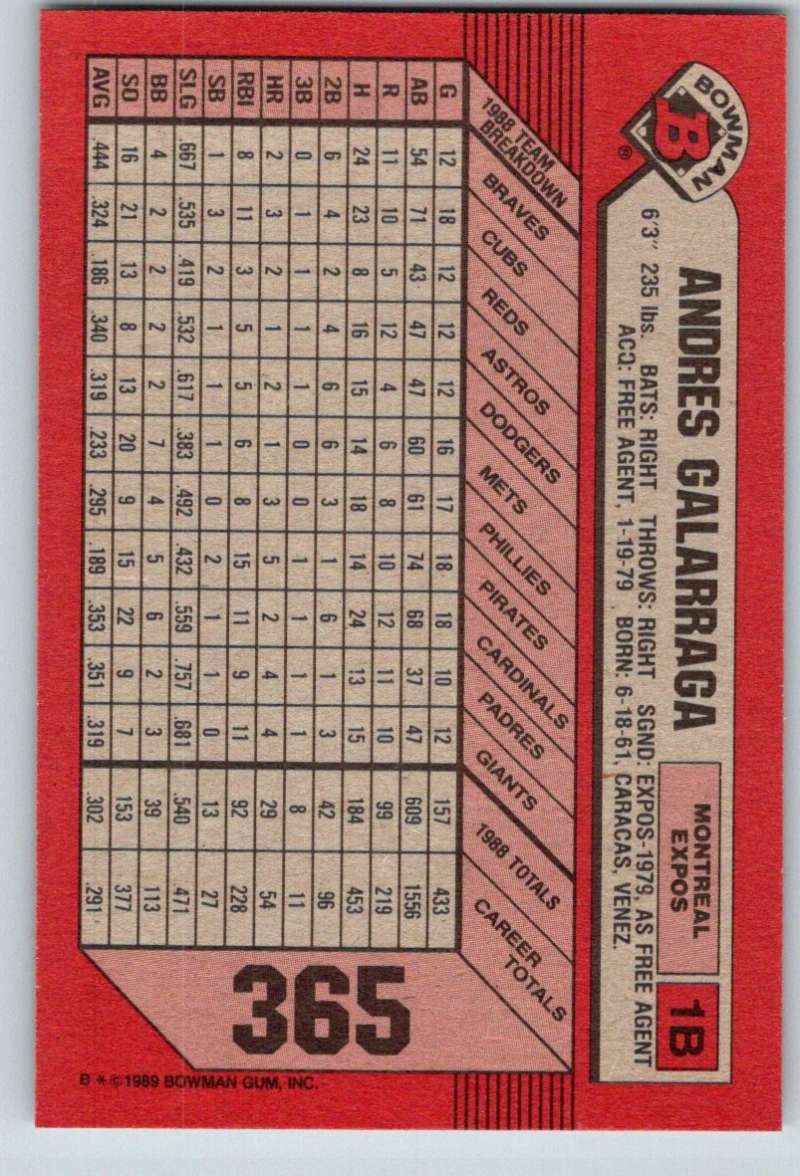 BOWMAN
B
®
ANDRES GALARRAGA
MONTREAL
EXPOS
1B
6'3" 235 lbs. BATS: RIGHT THROWS: RIGHT SGND: EXPOS-1979, AS FREE AGENT
ACQ: FREE AGENT, 1-19-79 BORN: 6-18-61, CARACAS, VENEZ.
1988 TEAM
BREAKDOWN
BRAVES
CUBS
REDS
ASTROS
DODGERS
METS
PHILLIES
PIRATES
CARDINALS
PADRES
GIANTS
1988 TOTALS
CAREER
TOTALS
G 12 18 12 12 12 16 17 18 18 10 12 157 433
AB 54 71 43 47 47 60 61 74 68 37 47 609 1556
R 11 10 5 12 4 6 8 10 12 11 10 99 219
H 24 23 8 16 15 14 18 14 24 13 15 184 453
2B 6 4 2 4 6 6 3 1 6 1 3 42 96
3B 0 1 1 1 1 0 0 1 1 1 1 8 11
HR 2 3 2 1 2 1 3 5 2 4 4 29 54
RBI 8 11 3 5 5 6 8 15 11 9 11 92 228
SB 1 3 2 1 1 1 0 2 1 1 0 13 27
SLG .667 .535 .419 .532 .617 .383 .492 .432 .559 .757 .681 .540 .471
BB 4 2 2 2 2 7 4 5 6 2 3 39 113
SO 16 21 13 8 13 20 9 15 22 9 7 153 377
AVG .444 .324 .186 .340 .319 .233 .295 .189 .353 .351 .319 .302 .291
365
B * © 1989 BOWMAN GUM, INC.